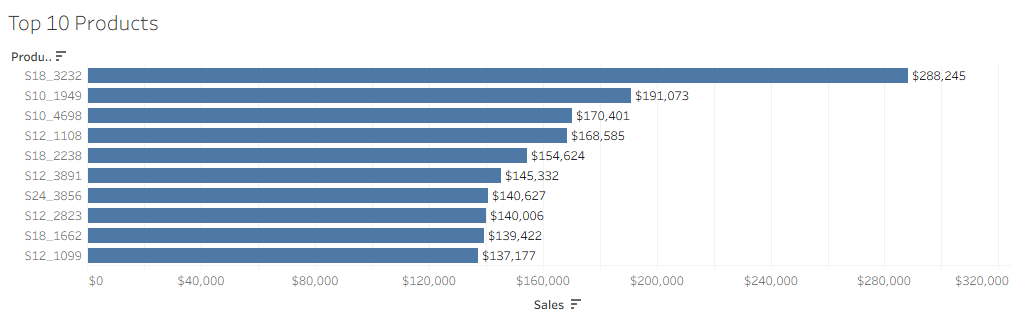 Top 10 Products
Produ..
S18_3232 $288,245
S10_1949 $191,073
S10_4698 $170,401
S12_1108 $168,585
S18_2238 $154,624
S12_3891 $145,332
S24_3856 $140,627
S12_2823 $140,006
S18_1662 $139,422
S12_1099 $137,177
$0 $40,000 $80,000 $120,000 $160,000 $200,000 $240,000 $280,000 $320,000
Sales